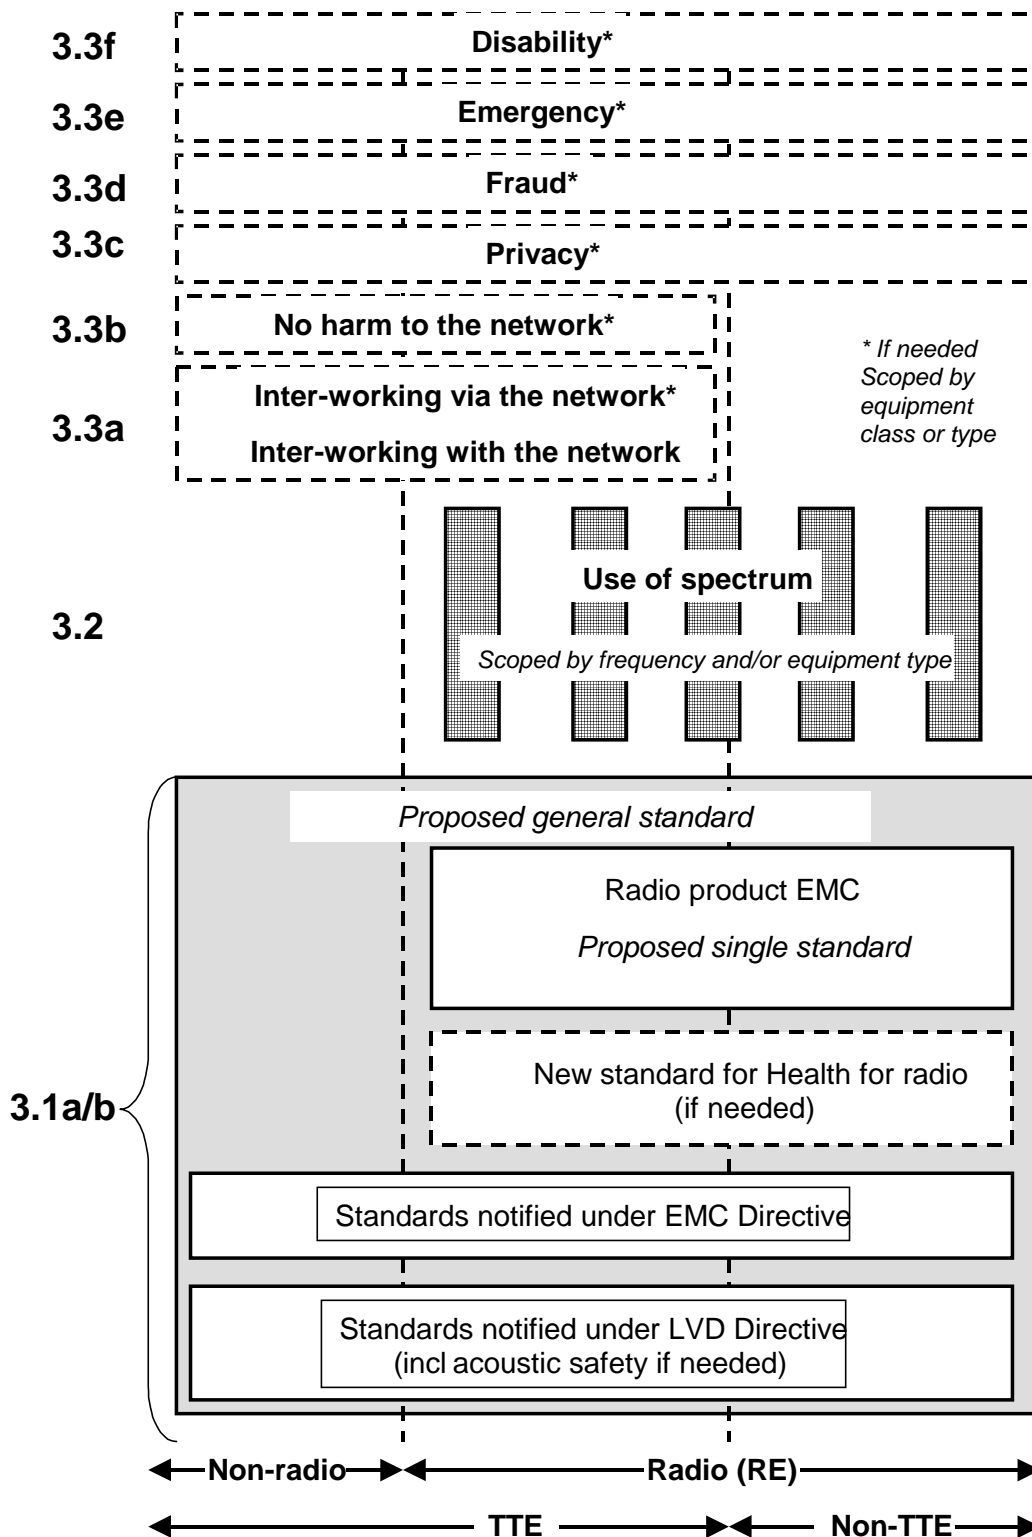 3.3f
Disability*
3.3e
Emergency*
3.3d
Fraud*
3.3c
Privacy*
3.3b
No harm to the network*
* If needed
Scoped by
equipment
class or type
3.3a
Inter-working via the network*
Inter-working with the network
3.2
Use of spectrum
Scoped by frequency and/or equipment type
Proposed general standard
Radio product EMC
Proposed single standard
New standard for Health for radio
(if needed)
3.1a/b
Standards notified under EMC Directive
Standards notified under LVD Directive
(incl acoustic safety if needed)
Non-radio
Radio (RE)
TTE
Non-TTE